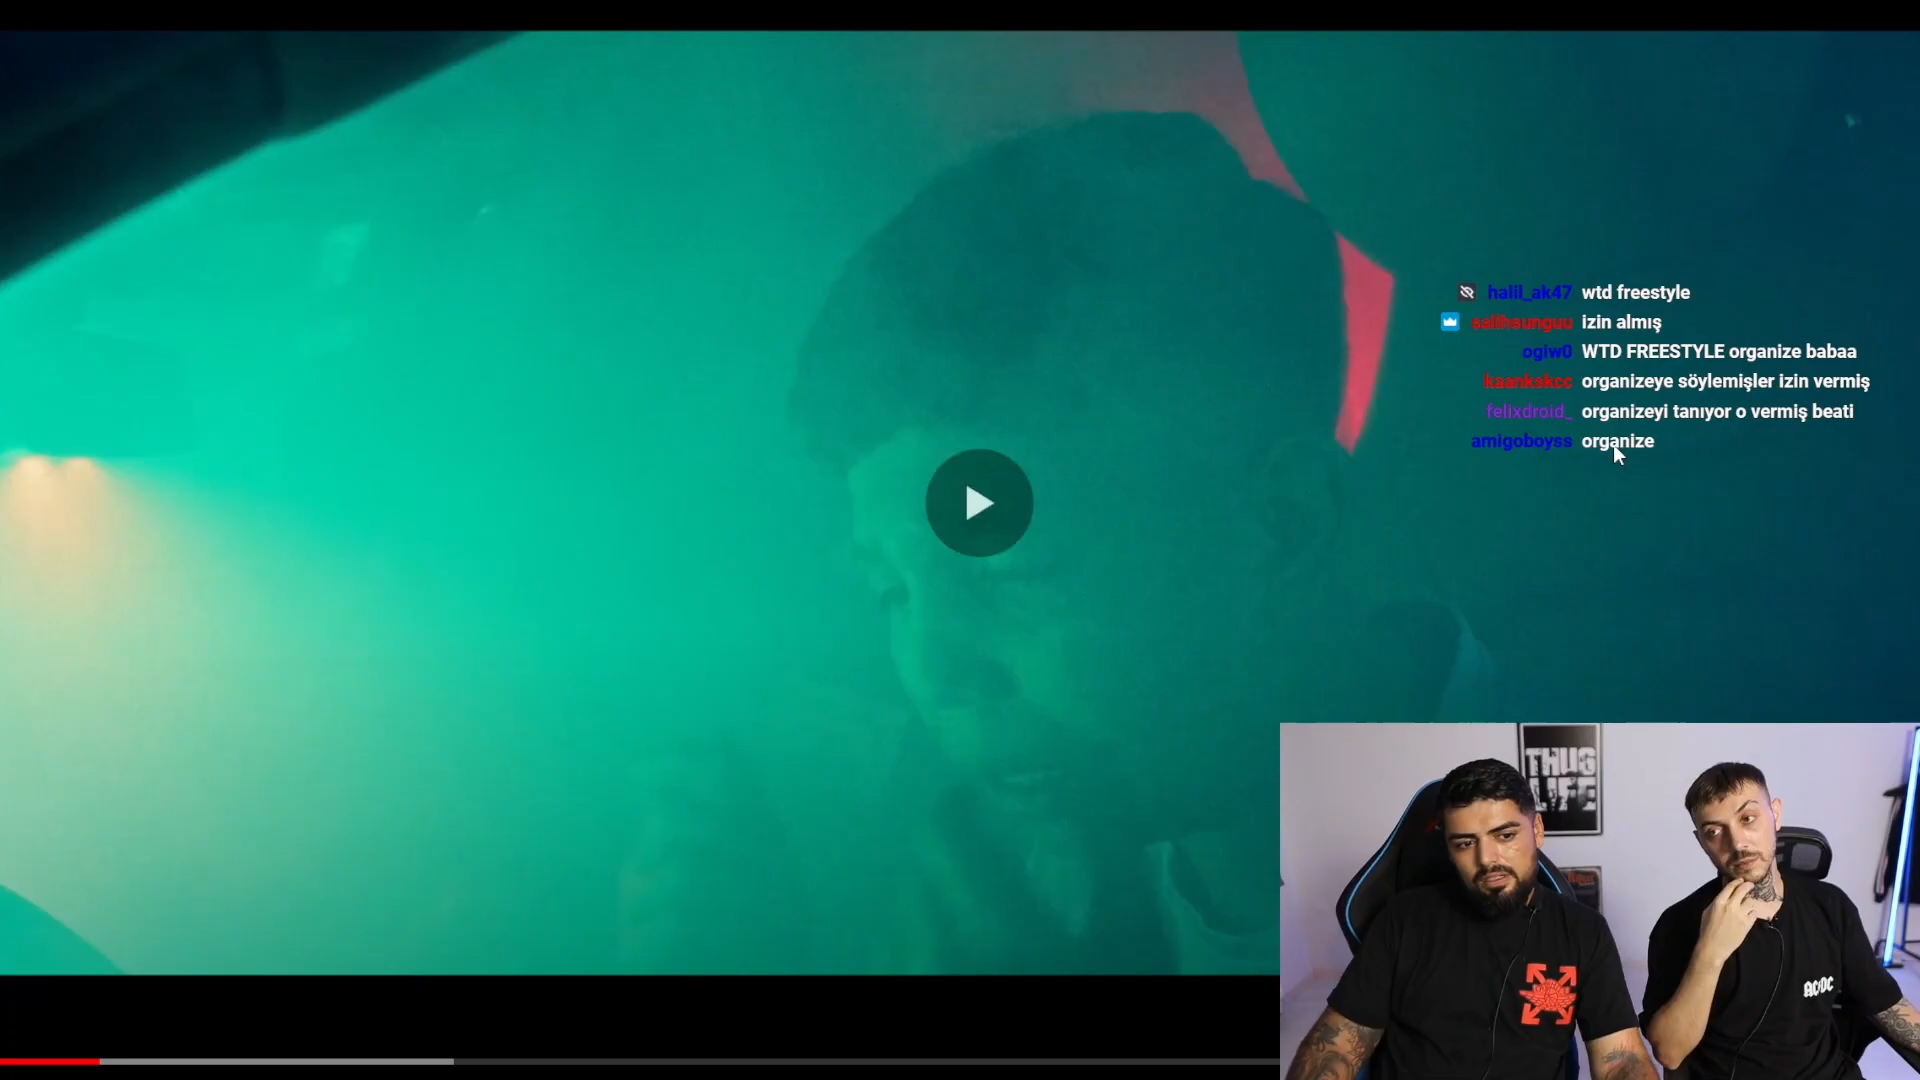 halil_ak47 wtd freestyle
salihsunguu izin almış
ogiw0 WTD FREESTYLE organize babaa
kaankskcc organizeye söylemişler izin vermiş
felixdroid_ organizeyi tanıyor o vermiş beati
amigoboyss organize
THUG
LIFE
AC/DC